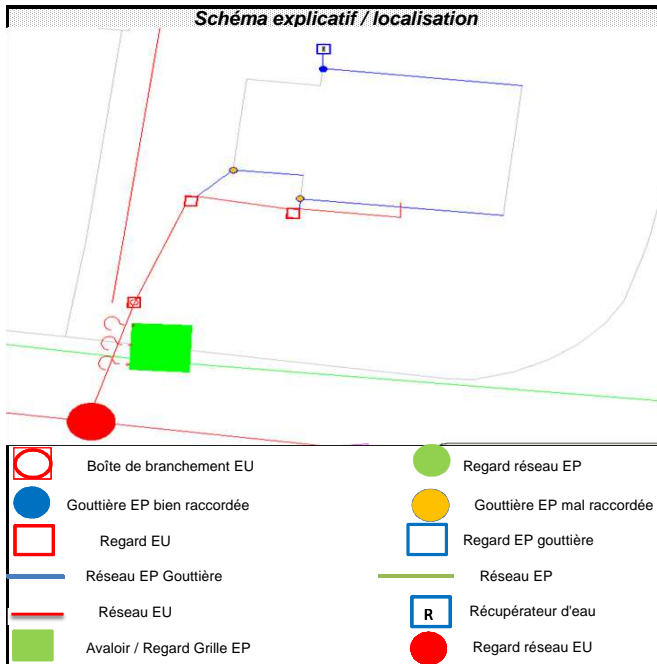 Schéma explicatif / localisation
R
???
Boîte de branchement EU
Regard réseau EP
Gouttière EP bien raccordée
Gouttière EP mal raccordée
Regard EU
Regard EP gouttière
Réseau EP Gouttière
Réseau EP
Réseau EU
R
Récupérateur d'eau
Avaloir / Regard Grille EP
Regard réseau EU